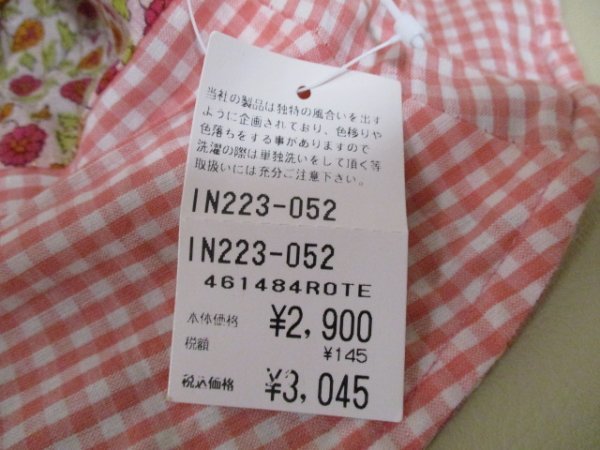 当社の製品は独特の風合いを出す
ように企画されており、色移りや
色落ちをする事がありますので
洗濯の際は単独洗いをして頂く等
取扱いには充分ご注意下さい。
IN223-052
IN223-052
461484ROTE
本体価格 ¥2,900
税額 ¥145
税込価格 ¥3,045